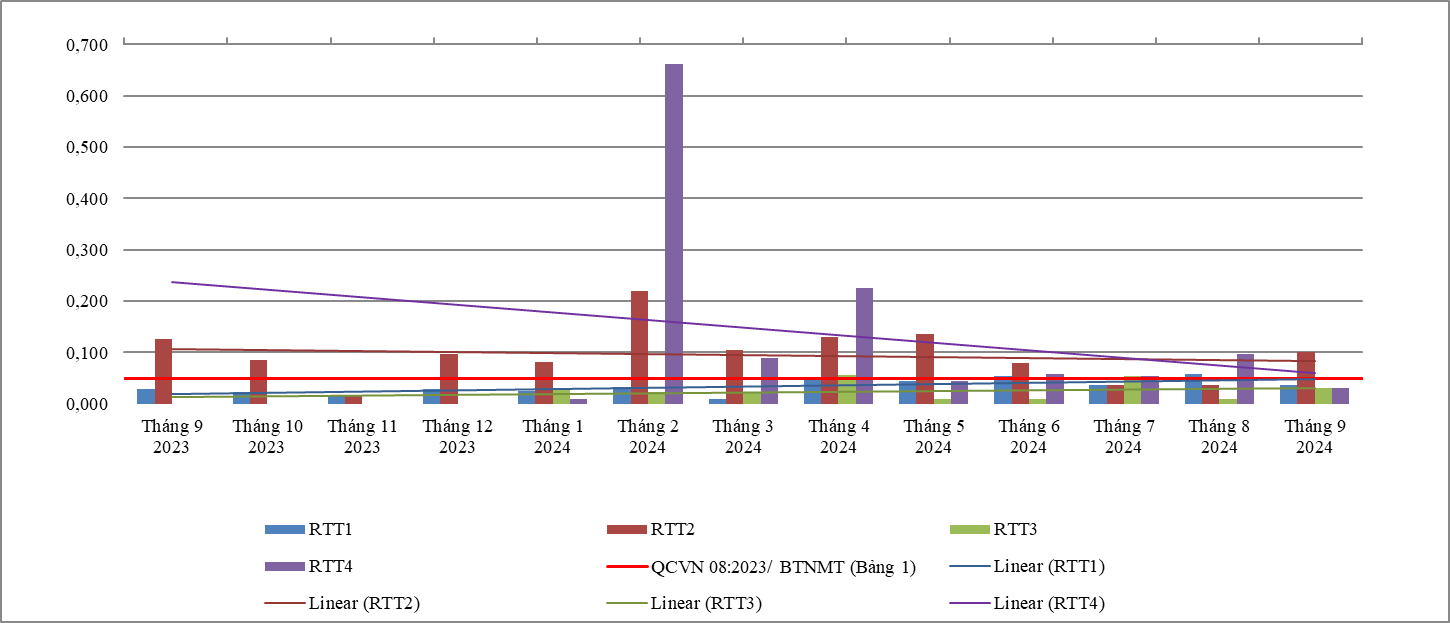 0,700
0,600
0,500
0,400
0,300
0,200
0,100
0,000
Tháng 9 2023
Tháng 10 2023
Tháng 11 2023
Tháng 12 2023
Tháng 1 2024
Tháng 2 2024
Tháng 3 2024
Tháng 4 2024
Tháng 5 2024
Tháng 6 2024
Tháng 7 2024
Tháng 8 2024
Tháng 9 2024
RTT1
RTT2
RTT3
RTT4
QCVN 08:2023/ BTNMT (Bảng 1)
Linear (RTT1)
Linear (RTT2)
Linear (RTT3)
Linear (RTT4)